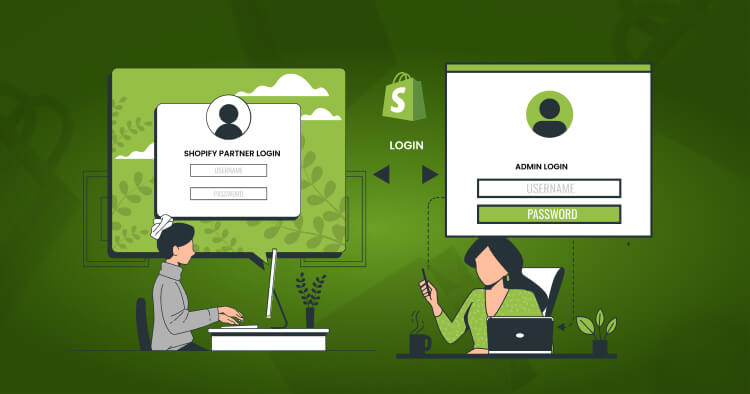 SHOPIFY PARTNER LOGIN
USERNAME
PASSWORD
S
LOGIN
ADMIN LOGIN
USERNAME
PASSWORD